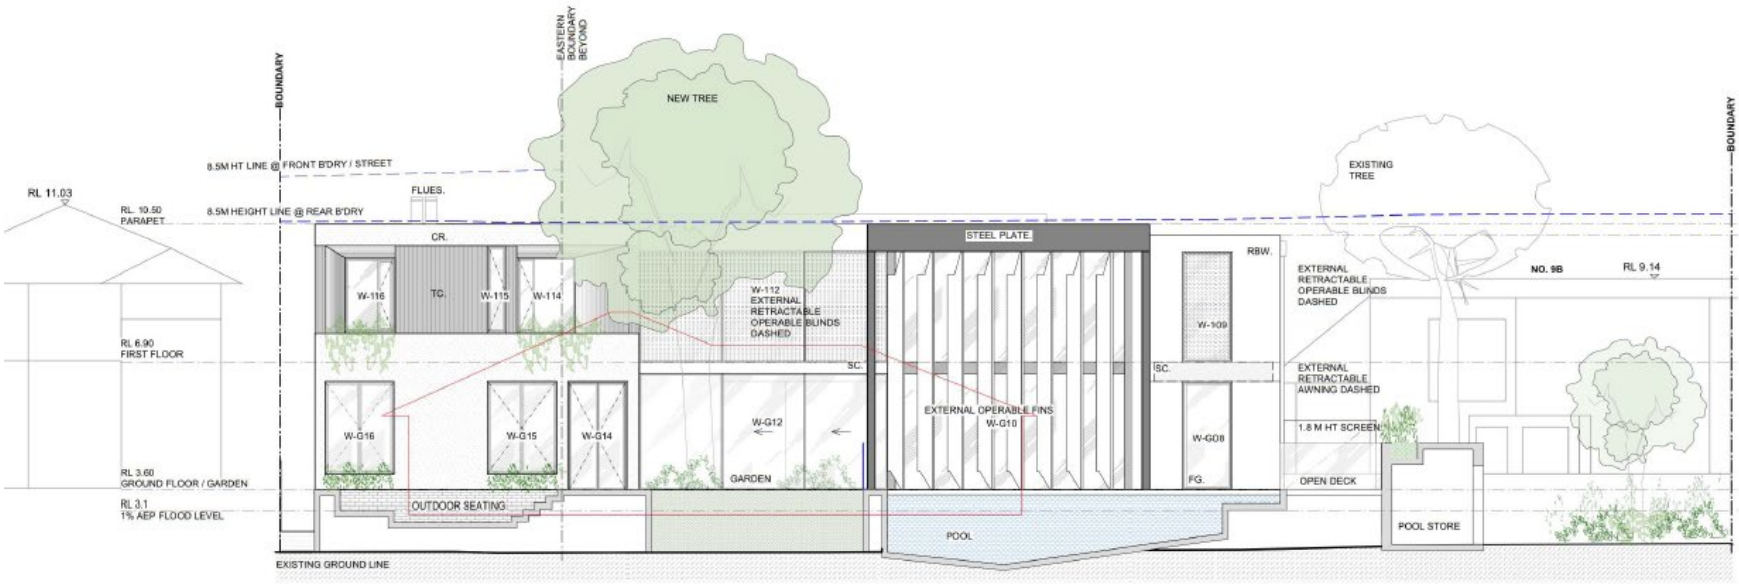 EASTERN
BOUNDARY
BEYOND
BOUNDARY
BOUNDARY
NEW TREE
8.5M HT LINE @ FRONT B'DRY / STREET
EXISTING
TREE
RL 11.03
FLUES.
RL. 10.50
PARAPET
8.5M HEIGHT LINE @ REAR B'DRY
CR.
STEEL PLATE.
RBW.
EXTERNAL
RETRACTABLE
OPERABLE BLINDS
DASHED
NO. 9B
RL 9.14
W-116
TC.
W-115
W-114
W-112
EXTERNAL
RETRACTABLE
OPERABLE BLINDS
DASHED
W-109
RL 6.90
FIRST FLOOR
SC.
SC.
EXTERNAL
RETRACTABLE
AWNING DASHED
EXTERNAL OPERABLE FINS
W-G10
W-G12
1.8 M HT SCREEN
W-G16
W-G15
W-G14
W-G08
RL 3.60
GROUND FLOOR / GARDEN
GARDEN
FG.
OPEN DECK
RL 3.1
1% AEP FLOOD LEVEL
OUTDOOR SEATING
POOL
POOL STORE
EXISTING GROUND LINE